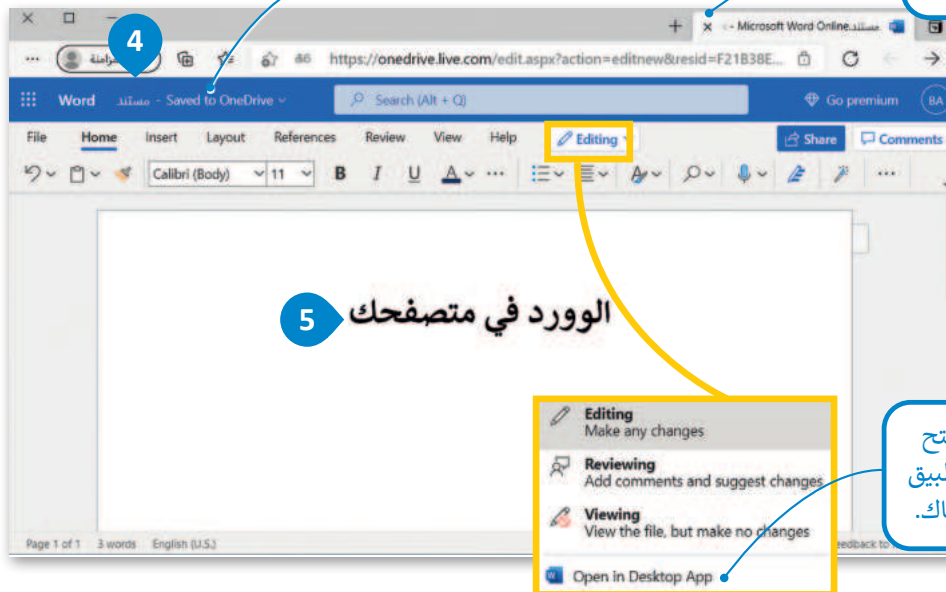 Microsoft Word Online - مستند
https://onedrive.live.com/edit.aspx?action=editnew&resid=F21B38E...
4
Word مستند - Saved to OneDrive
Search (Alt + Q)
Go premium
BA
File Home Insert Layout References Review View Help Editing Share Comments
Calibri (Body) 11 B I U A ...
5 الوورد في متصفحك
Editing
Make any changes
Reviewing
Add comments and suggest changes
Viewing
View the file, but make no changes
Open in Desktop App
Page 1 of 1 3 words English (U.S.)